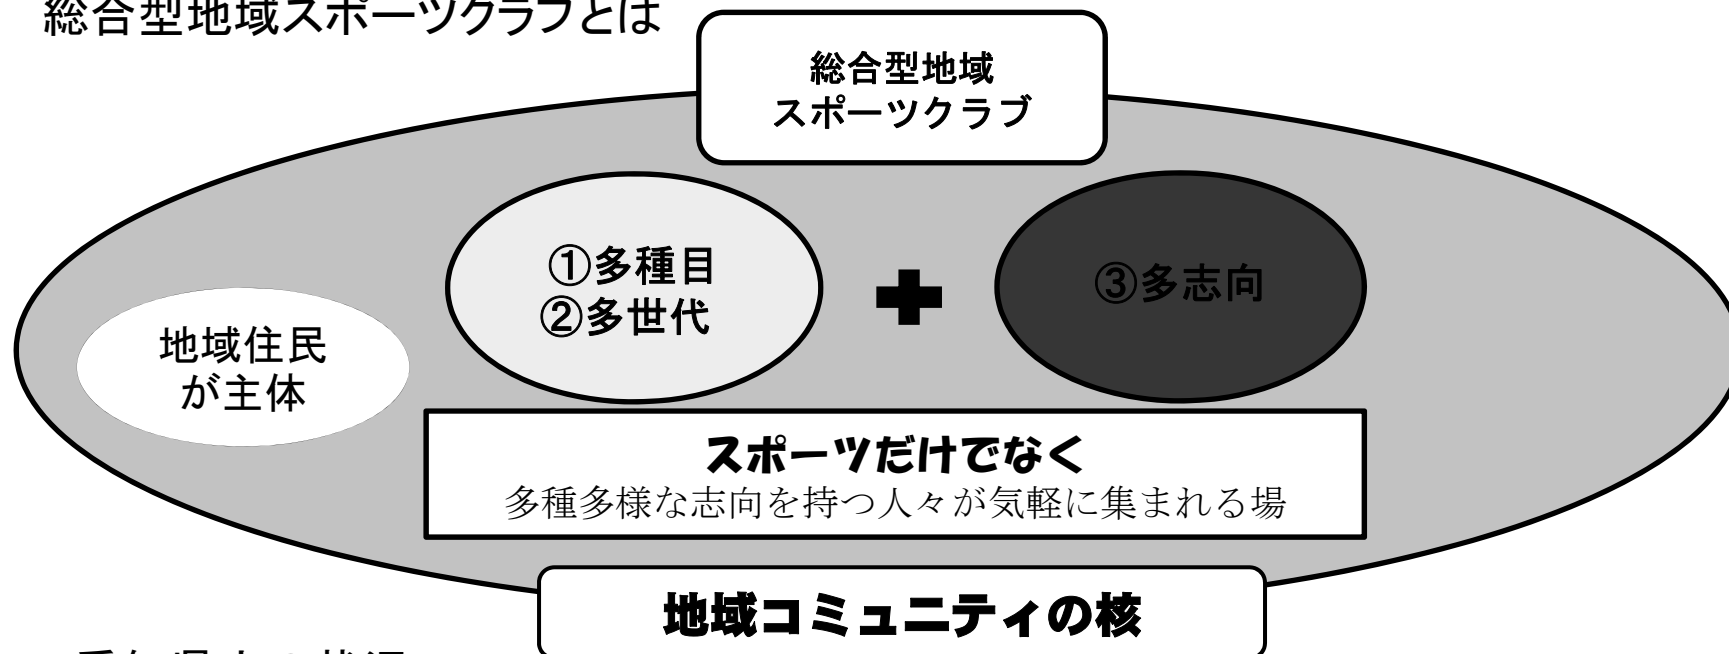 総合型地域スポーツクラブとは
総合型地域
スポーツクラブ
①多種目
②多世代
③多志向
地域住民
が主体
スポーツだけでなく
多種多様な志向を持つ人々が気軽に集まれる場
地域コミュニティの核